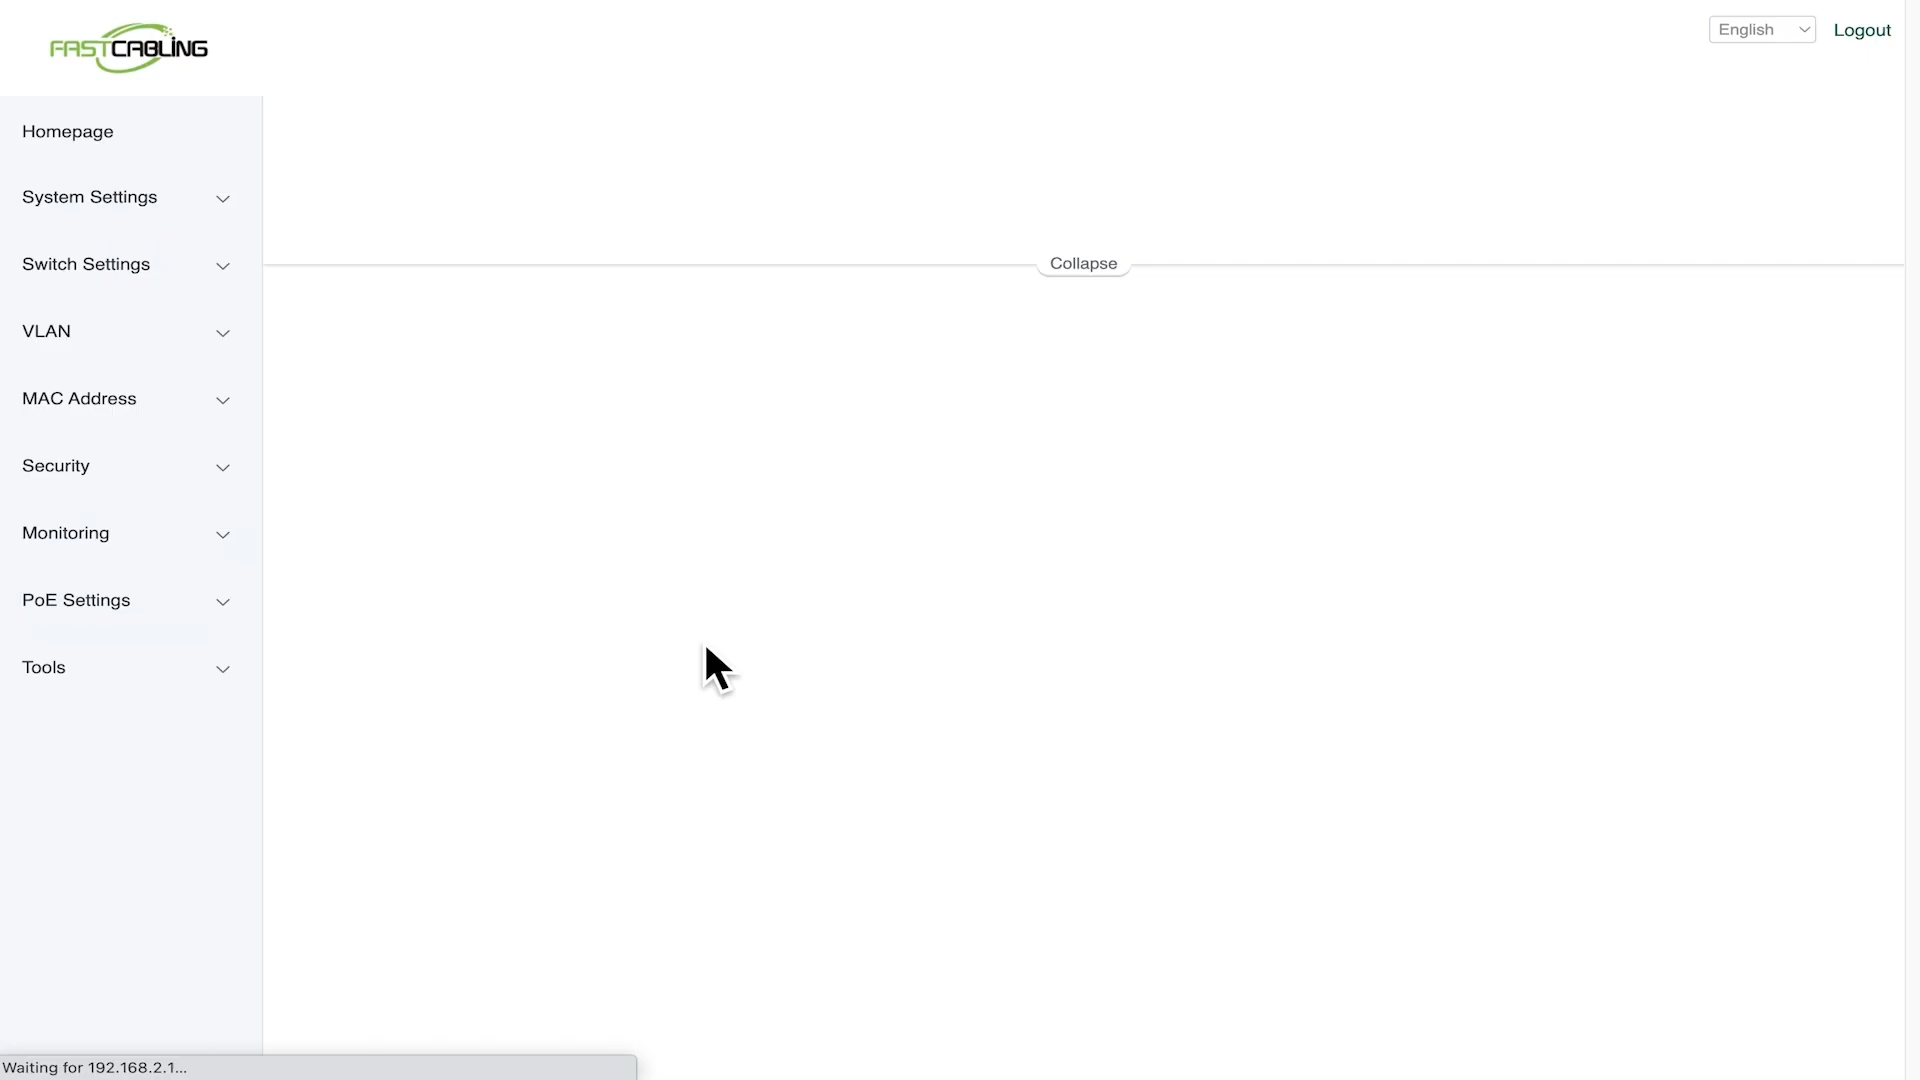 FASTCABLING
English
Logout
Homepage
System Settings
Switch Settings
Collapse
VLAN
MAC Address
Security
Monitoring
PoE Settings
Tools
Waiting for 192.168.2.1...